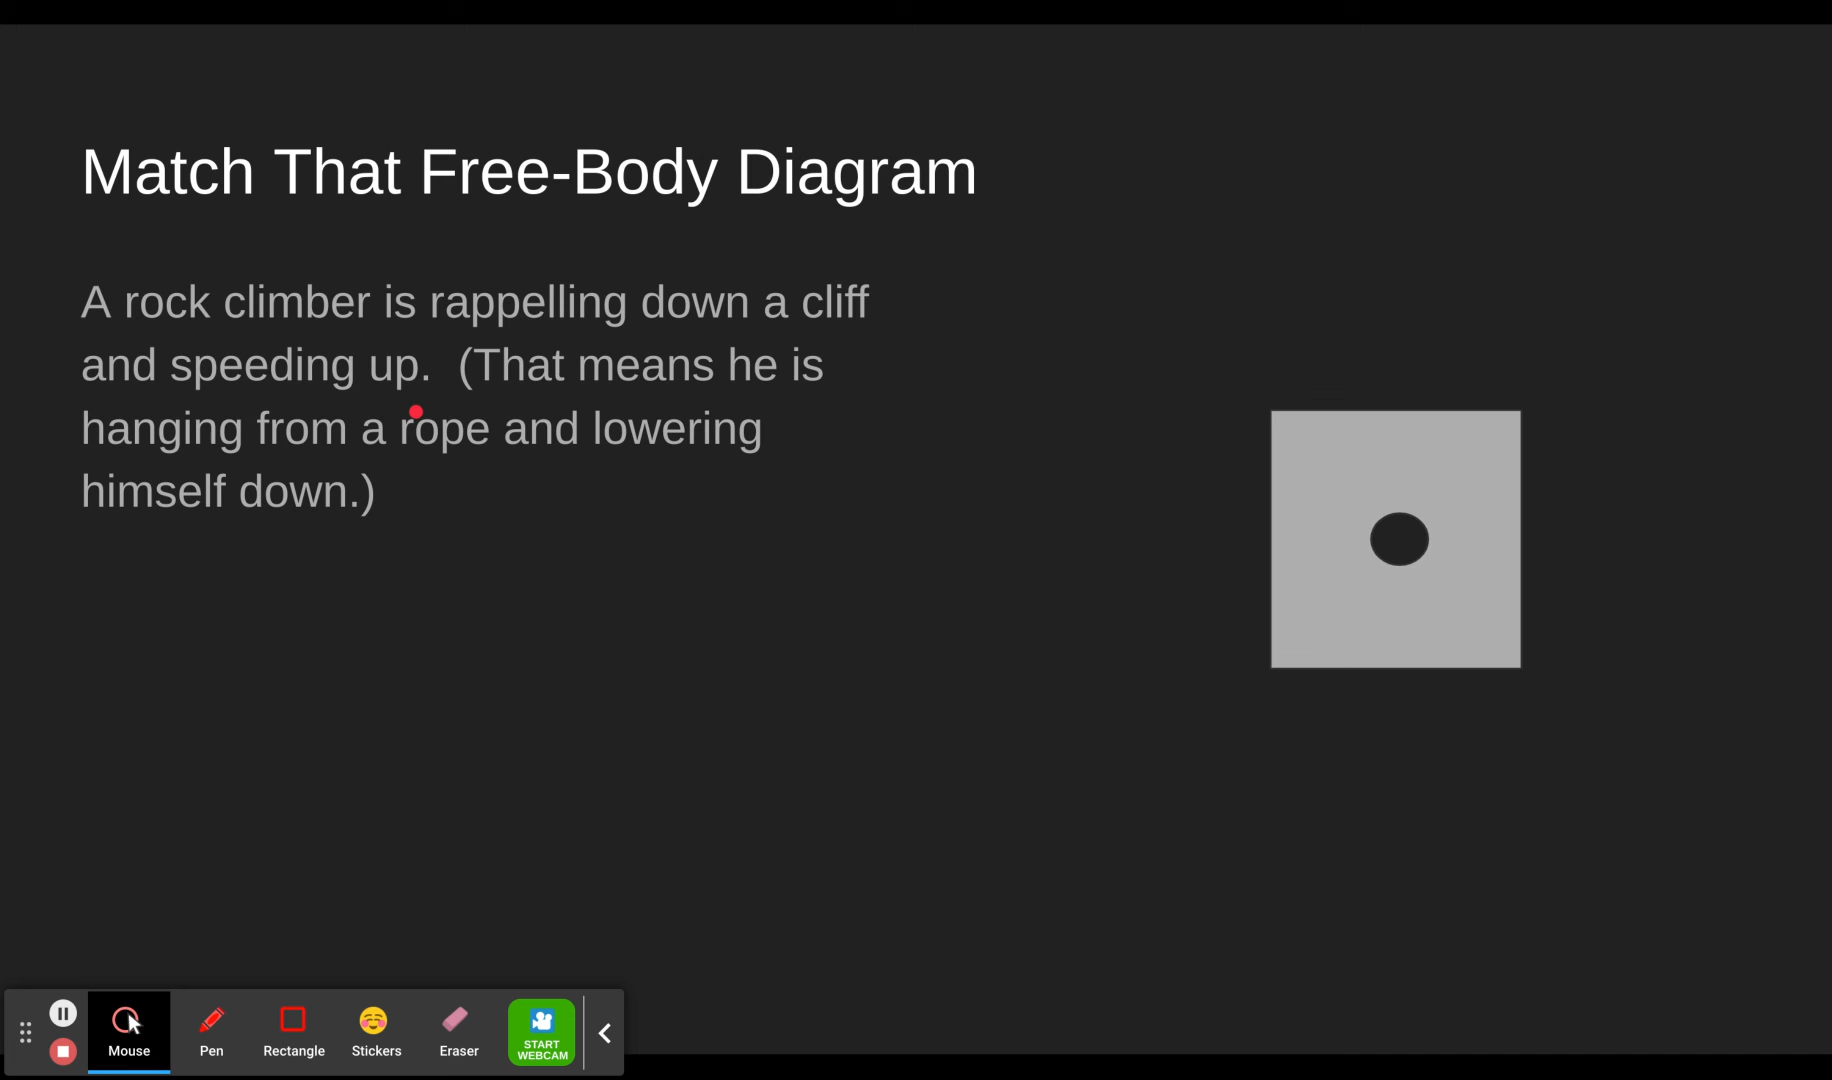 Match That Free-Body Diagram
A rock climber is rappelling down a cliff
and speeding up.  (That means he is
hanging from a rope and lowering
himself down.)
Mouse
Pen
Rectangle
Stickers
Eraser
START
WEBCAM